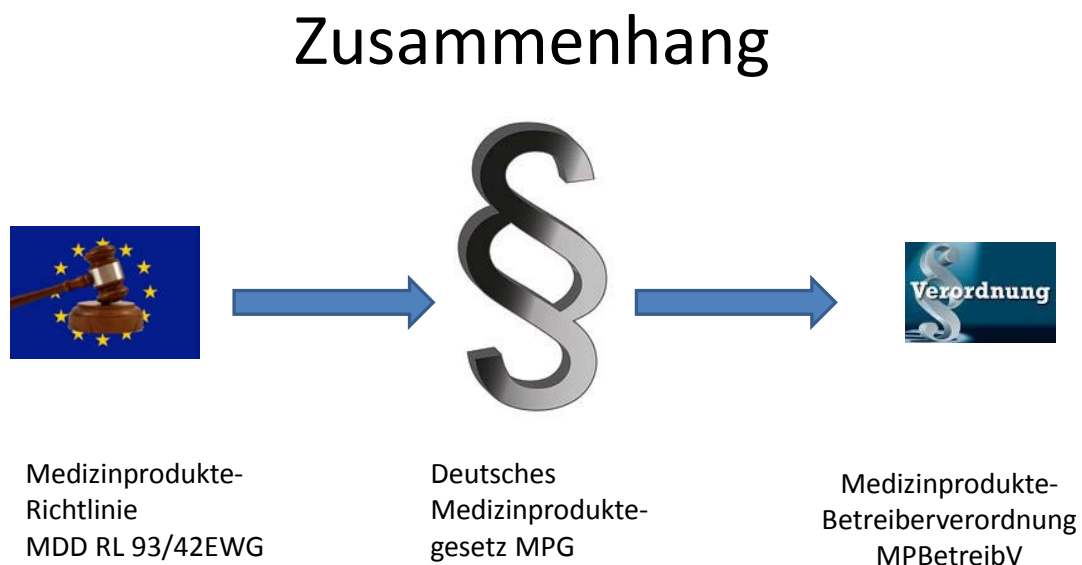 Zusammenhang
§
Verordnung
Medizinprodukte-
Richtlinie
MDD RL 93/42EWG
Deutsches
Medizinprodukte-
gesetz MPG
Medizinprodukte-
Betreiberverordnung
MPBetreibV